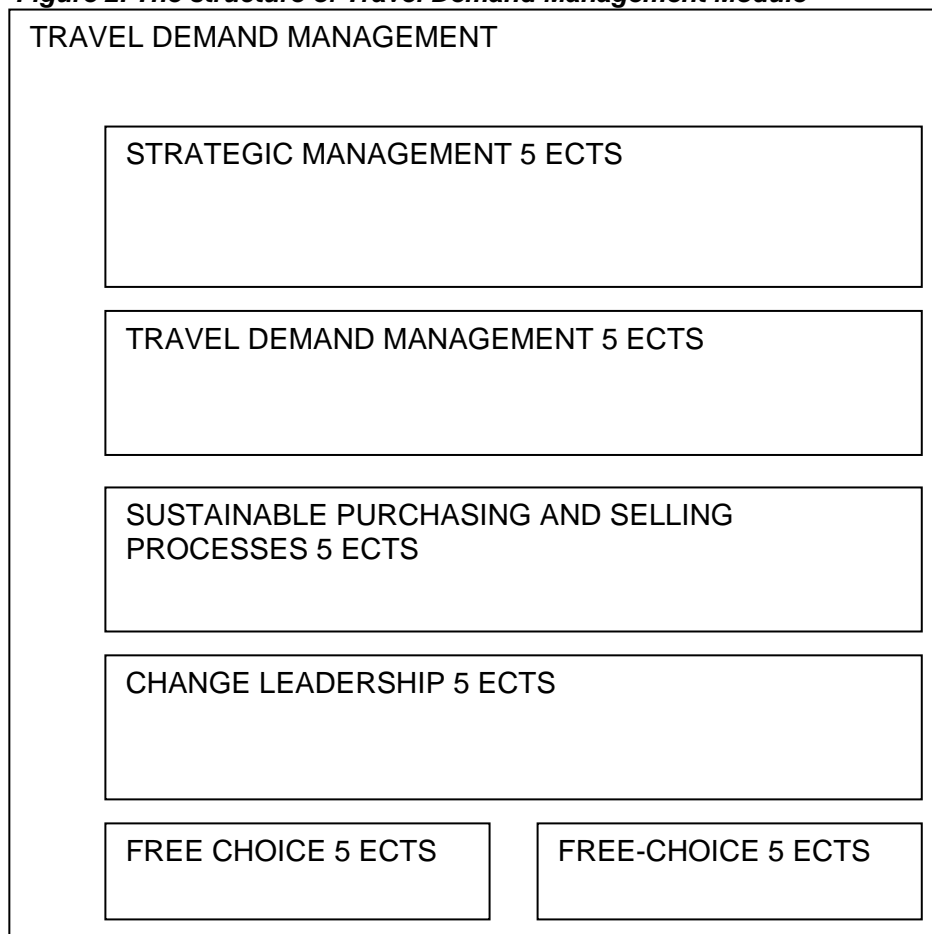 Figure 2. The structure of Travel Demand Management Module
TRAVEL DEMAND MANAGEMENT
STRATEGIC MANAGEMENT 5 ECTS
TRAVEL DEMAND MANAGEMENT 5 ECTS
SUSTAINABLE PURCHASING AND SELLING
PROCESSES 5 ECTS
CHANGE LEADERSHIP 5 ECTS
FREE CHOICE 5 ECTS
FREE-CHOICE 5 ECTS